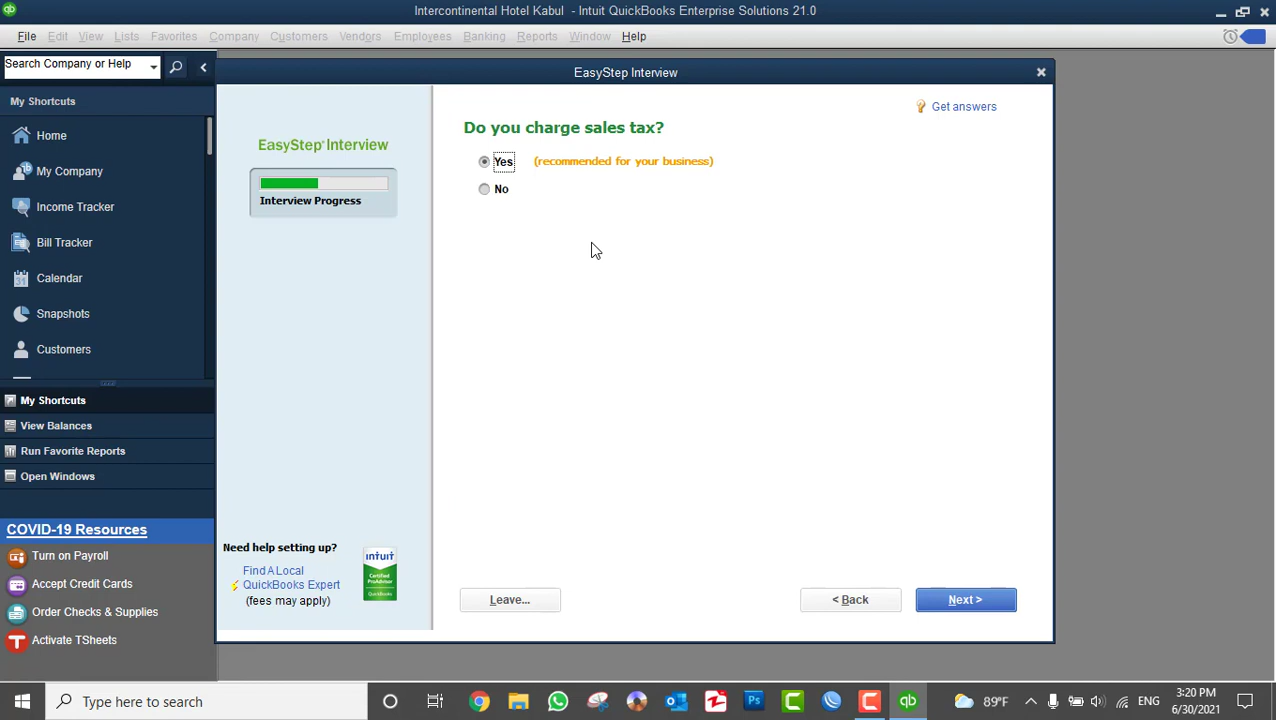 Intercontinental Hotel Kabul - Intuit QuickBooks Enterprise Solutions 21.0
File Edit View Lists Favorites Company Customers Vendors Employees Banking Reports Window Help
Search Company or Help
EasyStep Interview
My Shortcuts
Home
My Company
Income Tracker
Bill Tracker
Calendar
Snapshots
Customers
My Shortcuts
View Balances
Run Favorite Reports
Open Windows
COVID-19 Resources
Turn on Payroll
Accept Credit Cards
Order Checks & Supplies
Activate TSheets
EasyStep Interview
Interview Progress
Need help setting up?
Find A Local
QuickBooks Expert
(fees may apply)
intuit
Certified
ProAdvisor
QuickBooks
Get answers
Do you charge sales tax?
Yes (recommended for your business)
No
Leave...
< Back
Next >
Type here to search
89°F
ENG
3:20 PM
6/30/2021